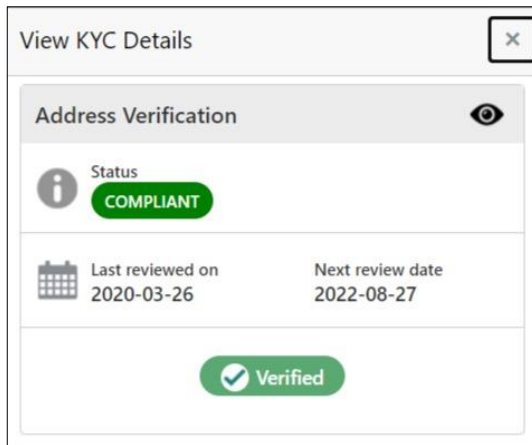 View KYC Details
Address Verification
Status
COMPLIANT
Last reviewed on
Next review date
2020-03-26
2022-08-27
Verified